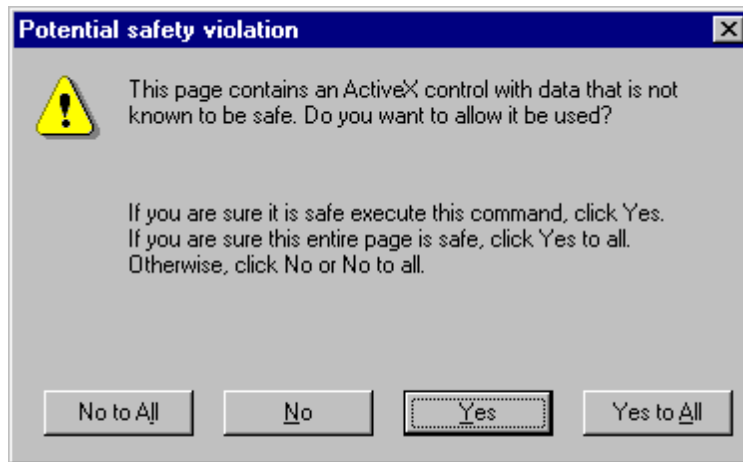 Potential safety violation
This page contains an ActiveX control with data that is not
known to be safe. Do you want to allow it be used?
If you are sure it is safe execute this command, click Yes.
If you are sure this entire page is safe, click Yes to all.
Otherwise, click No or No to all.
No to All
No
Yes
Yes to All